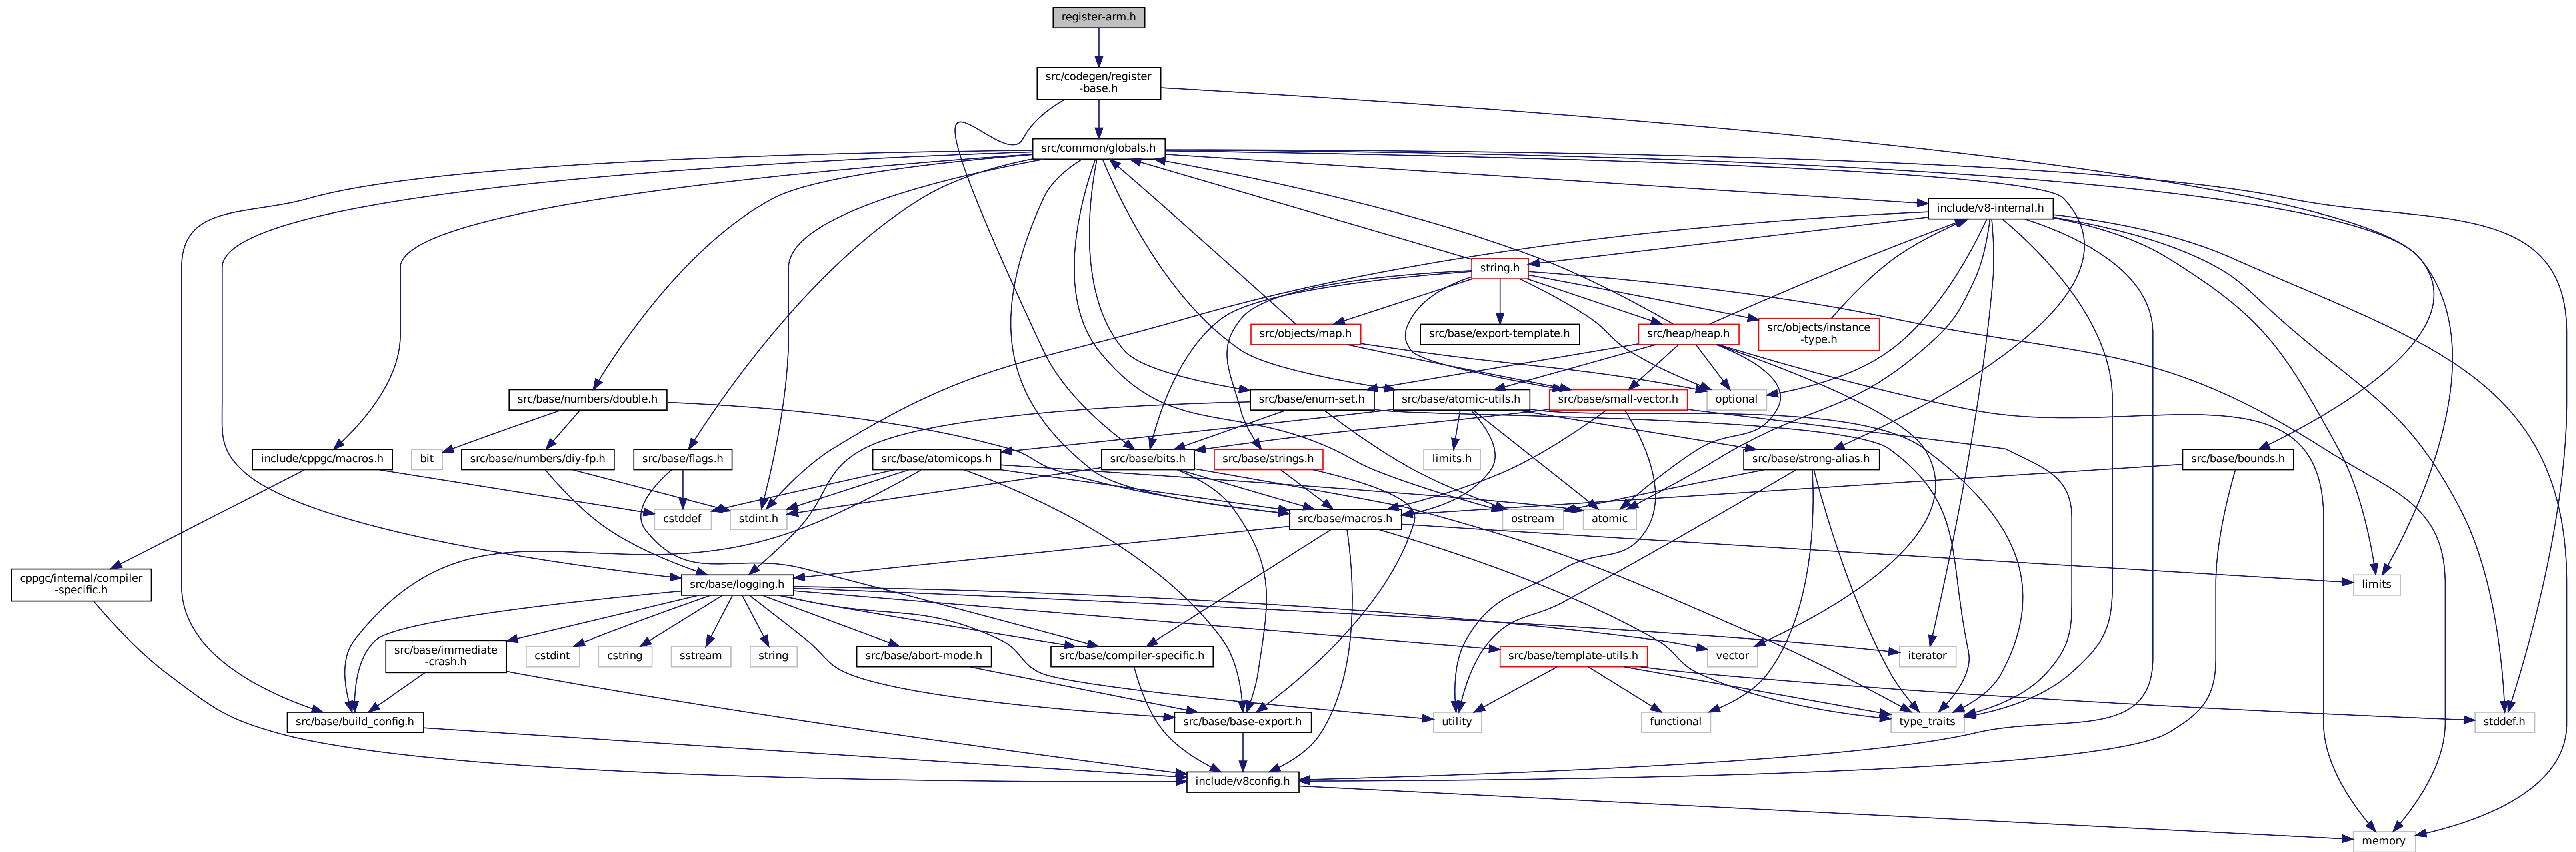 register-arm.h
src/codegen/register
-base.h
src/common/globals.h
include/v8-internal.h
string.h
src/objects/map.h
src/base/export-template.h
src/heap/heap.h
src/objects/instance
-type.h
src/base/numbers/double.h
src/base/enum-set.h
src/base/atomic-utils.h
src/base/small-vector.h
optional
include/cppgc/macros.h
bit
src/base/numbers/diy-fp.h
src/base/flags.h
src/base/atomicops.h
src/base/bits.h
src/base/strings.h
limits.h
src/base/strong-alias.h
src/base/bounds.h
cstddef
stdint.h
src/base/macros.h
ostream
atomic
cppgc/internal/compiler
-specific.h
src/base/logging.h
limits
src/base/immediate
-crash.h
cstdint
cstring
sstream
string
src/base/abort-mode.h
src/base/compiler-specific.h
src/base/template-utils.h
vector
iterator
src/base/build_config.h
src/base/base-export.h
utility
functional
type_traits
stddef.h
include/v8config.h
memory